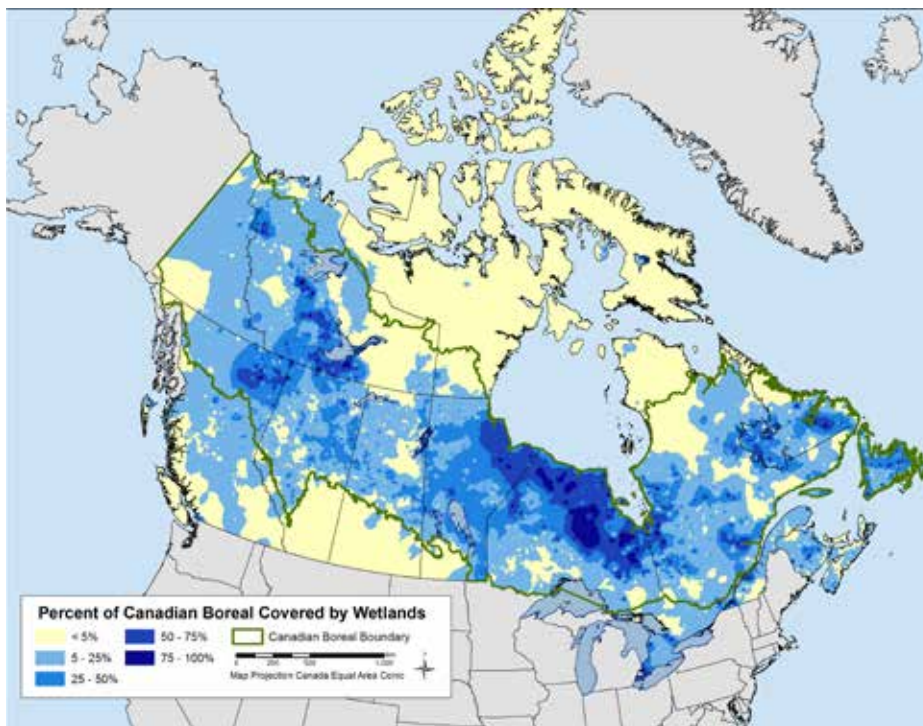 Percent of Canadian Boreal Covered by Wetlands
< 5%
50 - 75%
Canadian Boreal Boundary
5 - 25%
75 - 100%
25 - 50%
Map Projection Canada Equal Area Conic